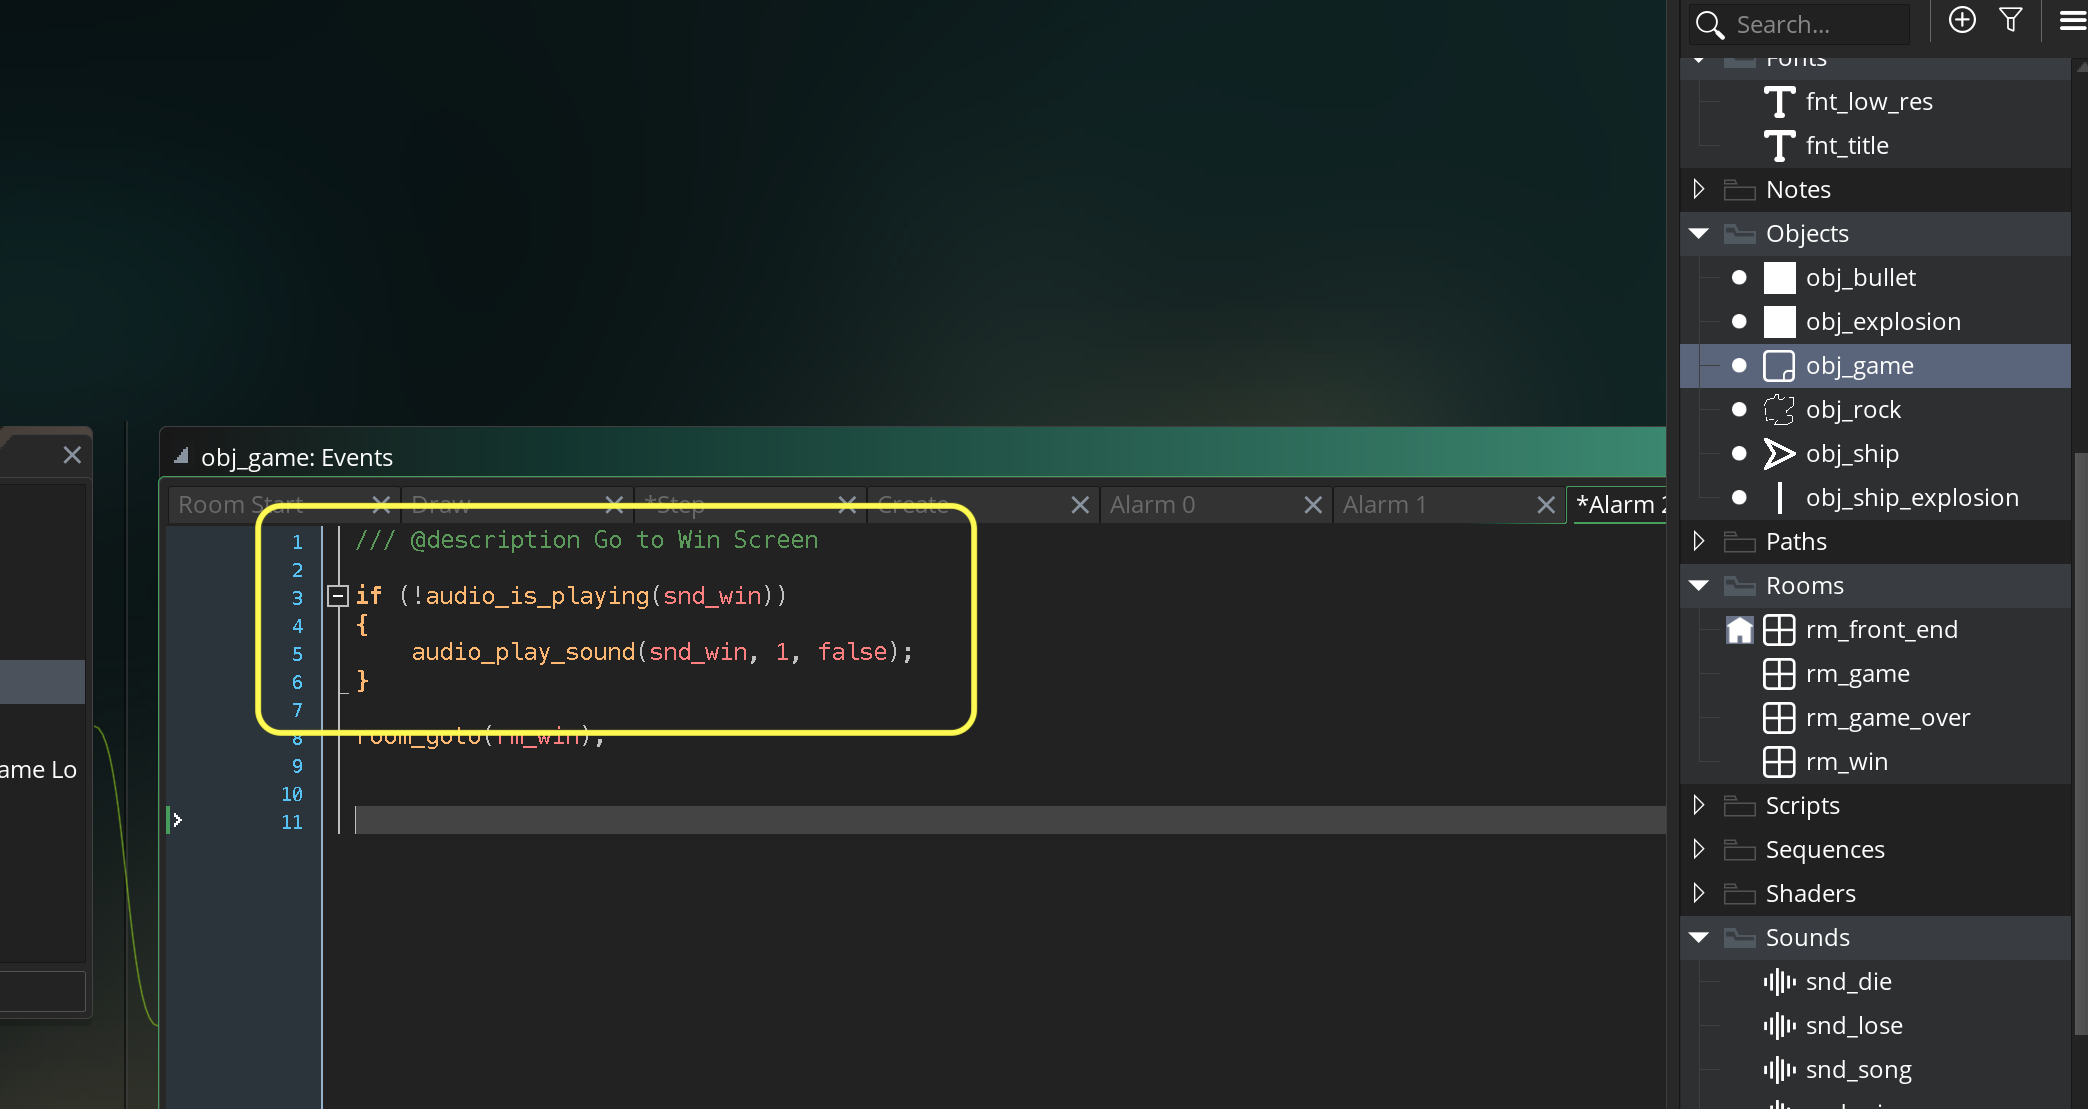 Search...
Fonts
fnt_low_res
fnt_title
Notes
Objects
obj_bullet
obj_explosion
obj_game
obj_rock
obj_ship
obj_ship_explosion
Paths
Rooms
rm_front_end
rm_game
rm_game_over
rm_win
Scripts
Sequences
Shaders
Sounds
snd_die
snd_lose
snd_song
ame Lo
obj_game: Events
Room Start Draw *Step Create Alarm 0 Alarm 1 *Alarm 2
1 /// @description Go to Win Screen
2
3 if (!audio_is_playing(snd_win))
4 {
5 audio_play_sound(snd_win, 1, false);
6 }
7
8 room_goto(rm_win);
9
10
11